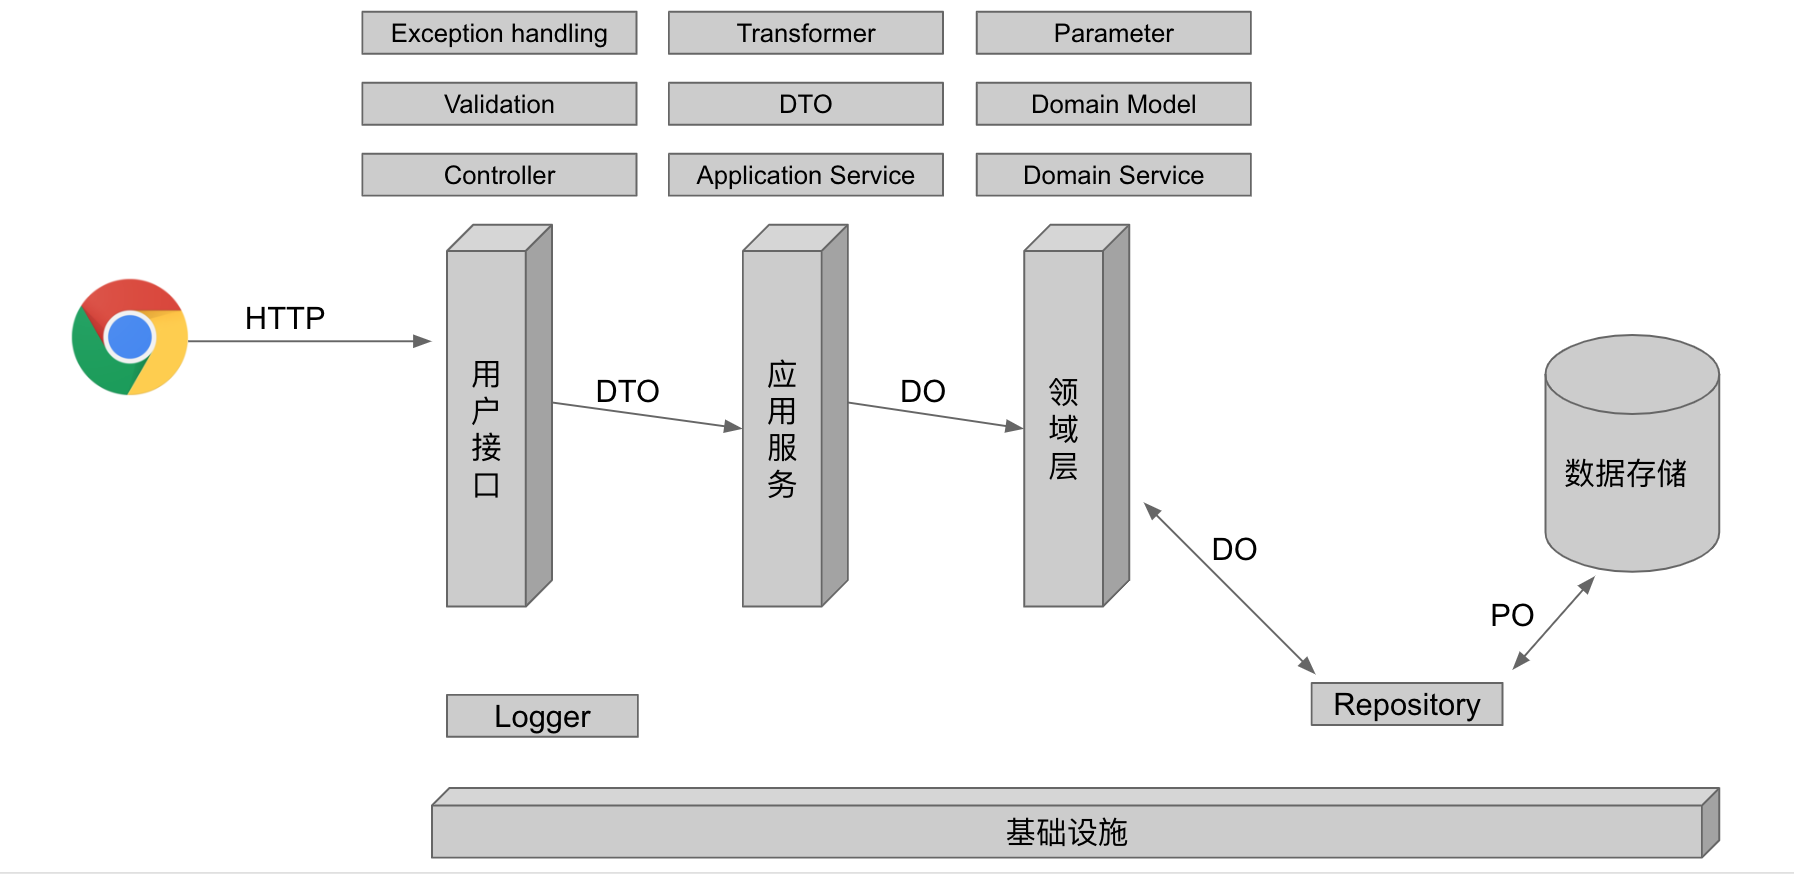 Exception handling
Transformer
Parameter
Validation
DTO
Domain Model
Controller
Application Service
Domain Service
HTTP
用户接口
DTO
应用服务
DO
领域层
DO
数据存储
PO
Logger
Repository
基础设施